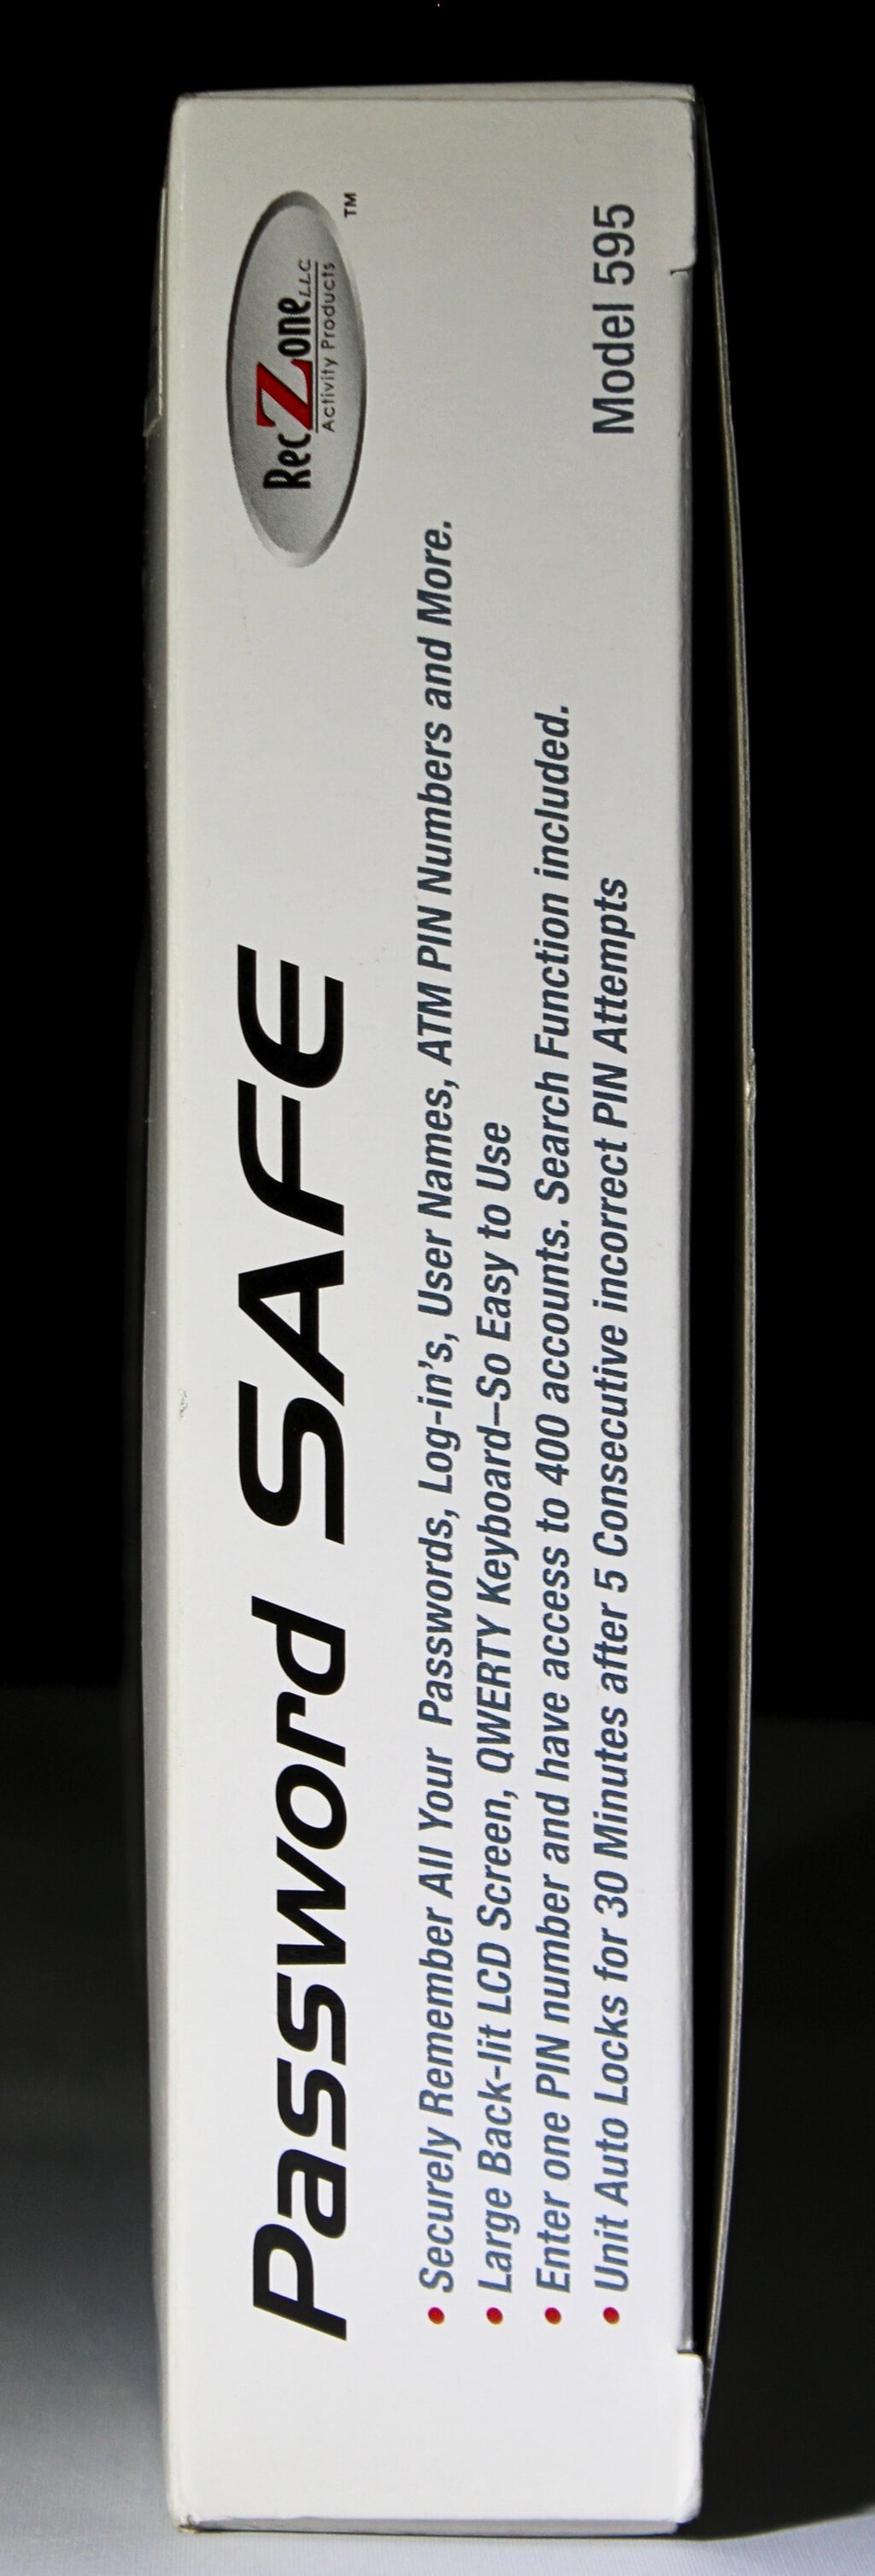 Password SAFE
RecZone LLC
Activity Products
TM
• Securely Remember All Your Passwords, Log-in's, User Names, ATM PIN Numbers and More.
• Large Back-lit LCD Screen, QWERTY Keyboard–So Easy to Use
• Enter one PIN number and have access to 400 accounts. Search Function included.
• Unit Auto Locks for 30 Minutes after 5 Consecutive incorrect PIN Attempts
Model 595